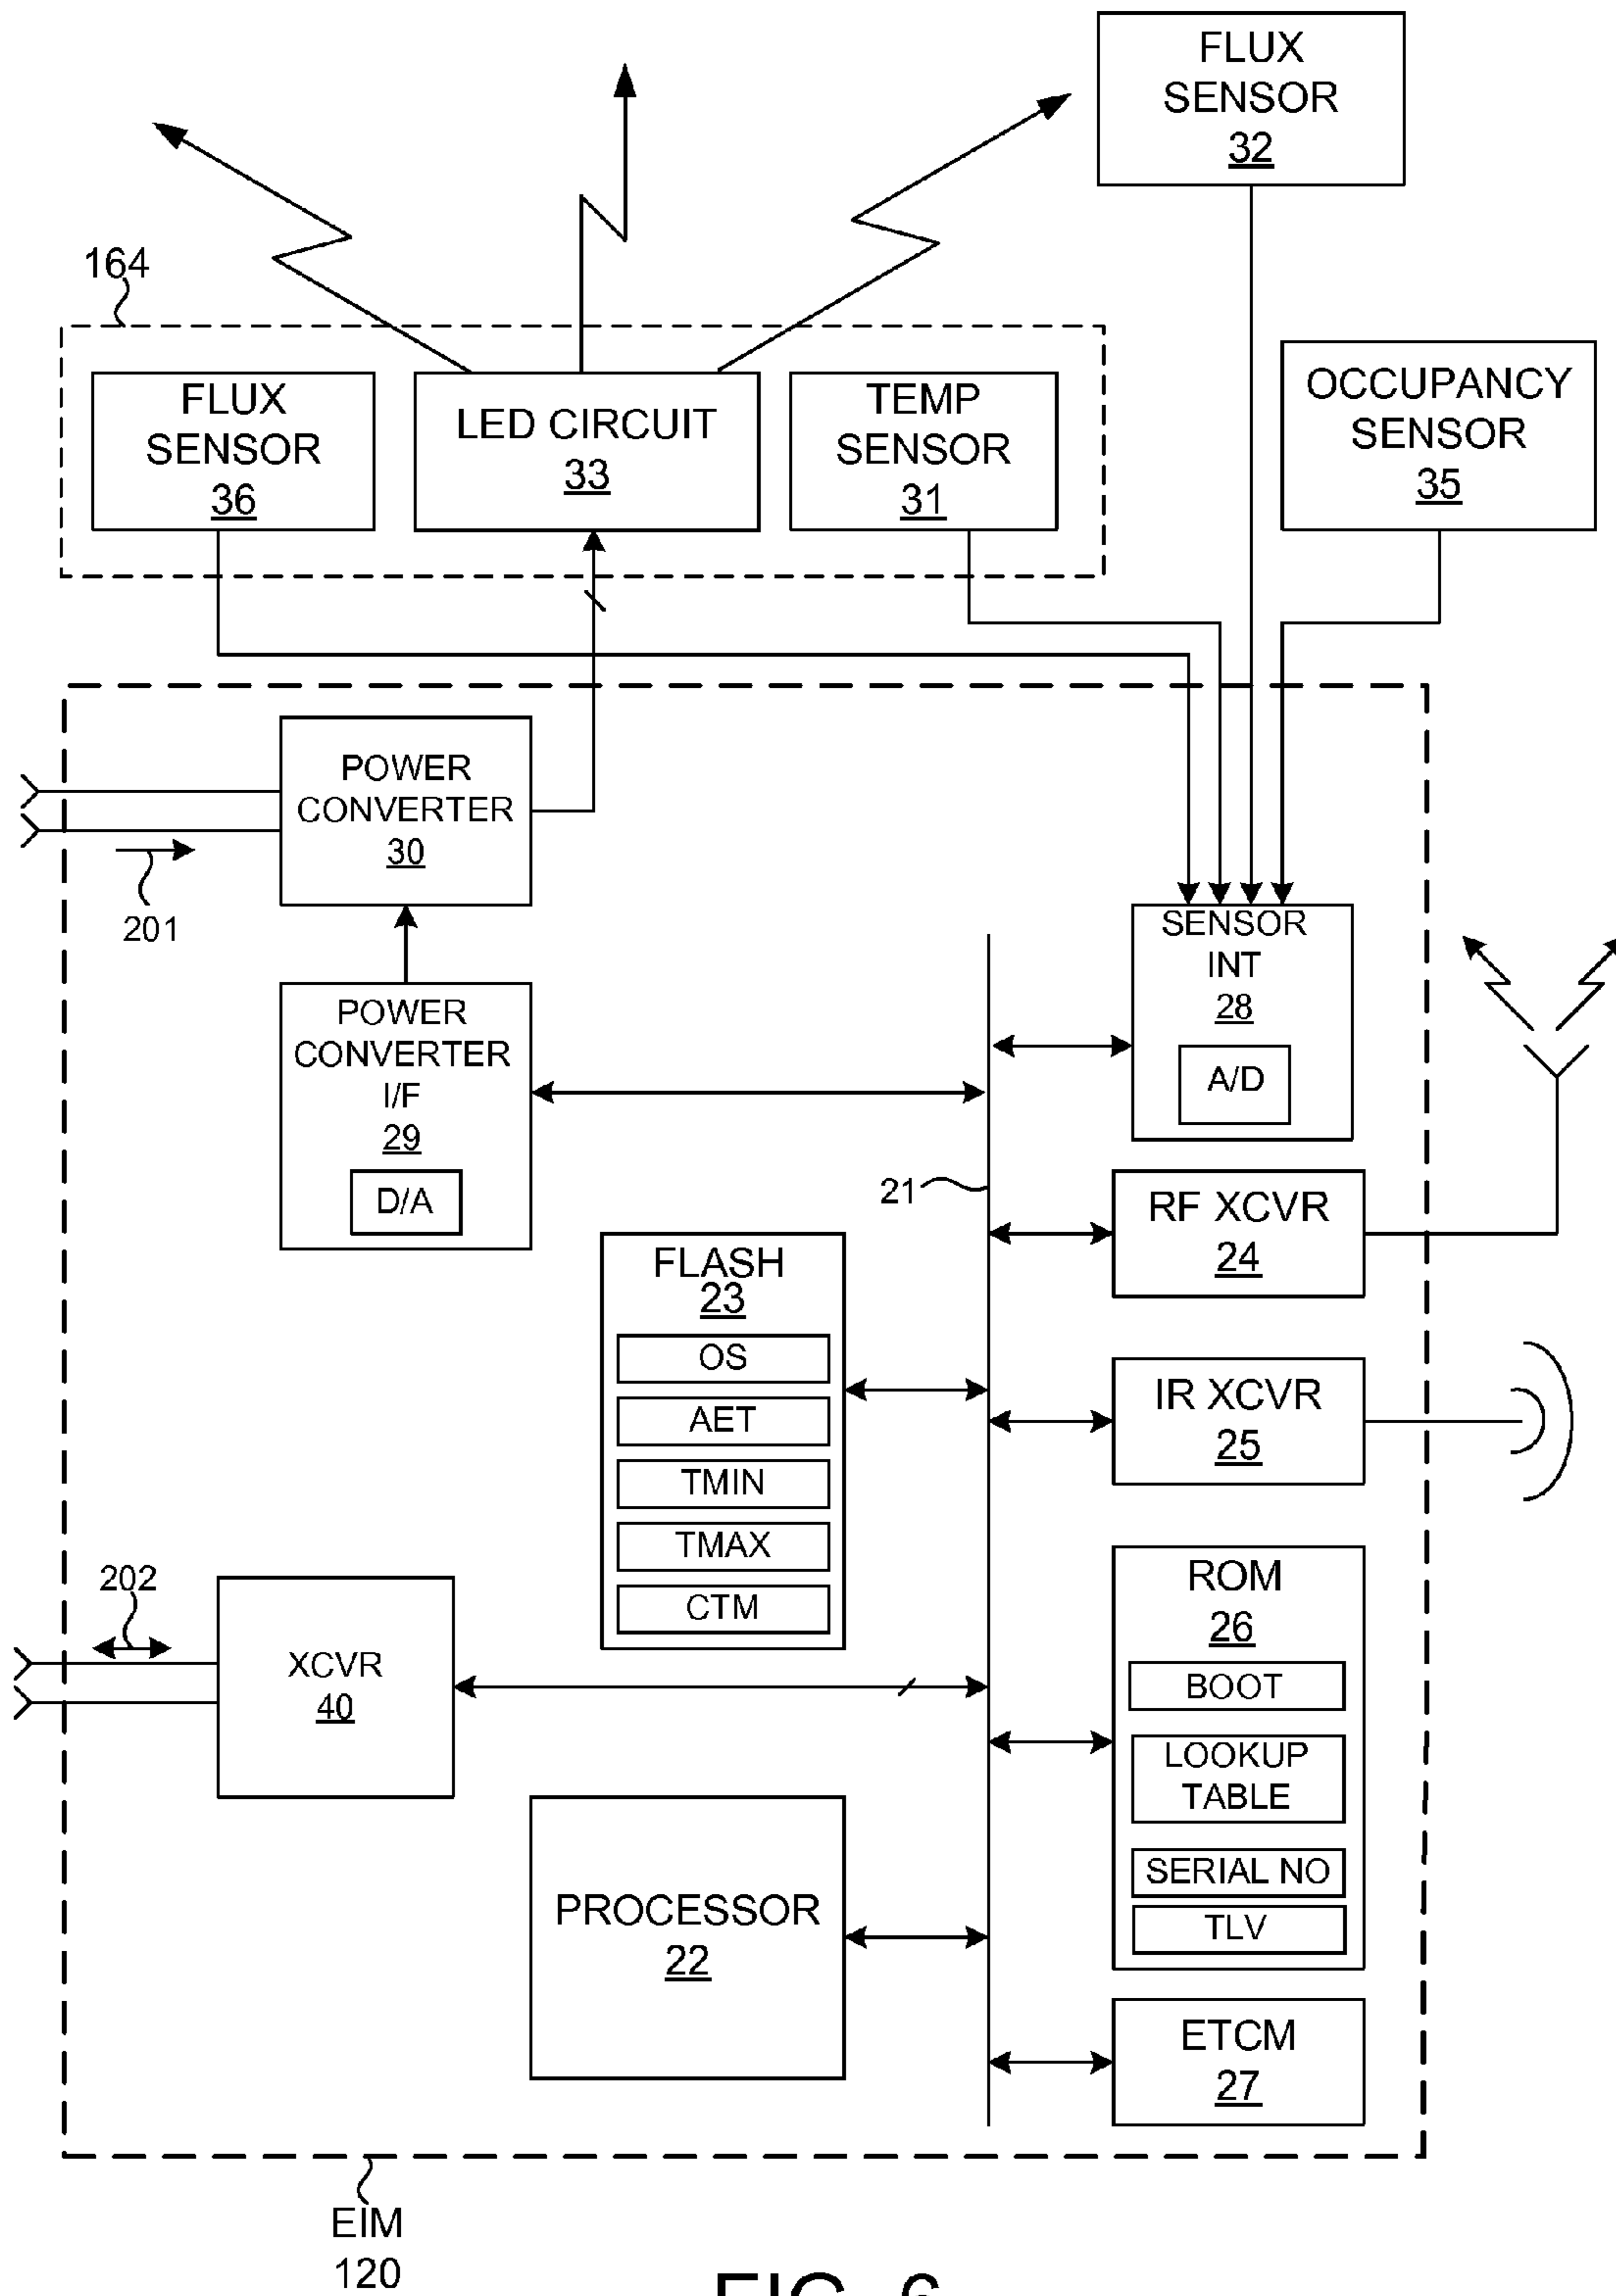 FLUX
SENSOR
32
164
FLUX
SENSOR
36
LED CIRCUIT
33
TEMP
SENSOR
31
OCCUPANCY
SENSOR
35
POWER
CONVERTER
30
201
SENSOR
INT
28
A/D
POWER
CONVERTER
I/F
29
D/A
21
RF XCVR
24
FLASH
23
OS
AET
TMIN
TMAX
CTM
IR XCVR
25
202
XCVR
40
ROM
26
BOOT
LOOKUP
TABLE
SERIAL NO
TLV
PROCESSOR
22
ETCM
27
EIM
120
FIG. 6